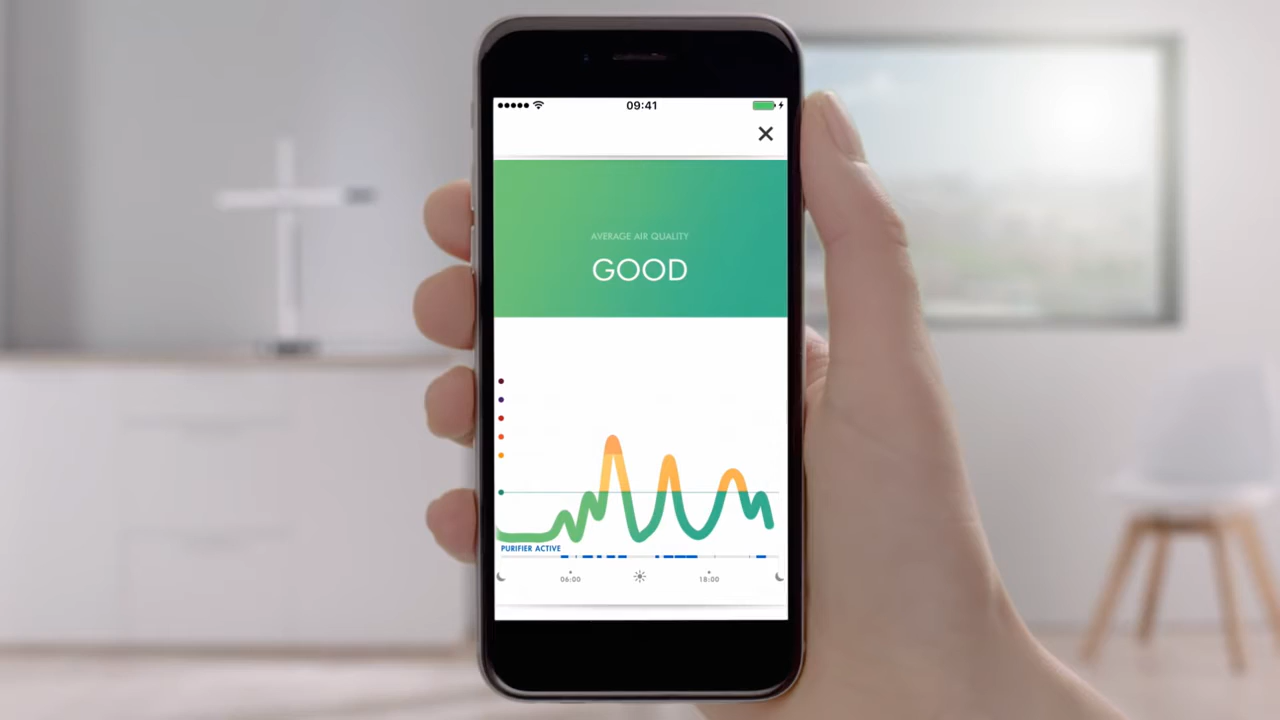 09:41
AVERAGE AIR QUALITY
GOOD
PURIFIER ACTIVE
06:00
18:00